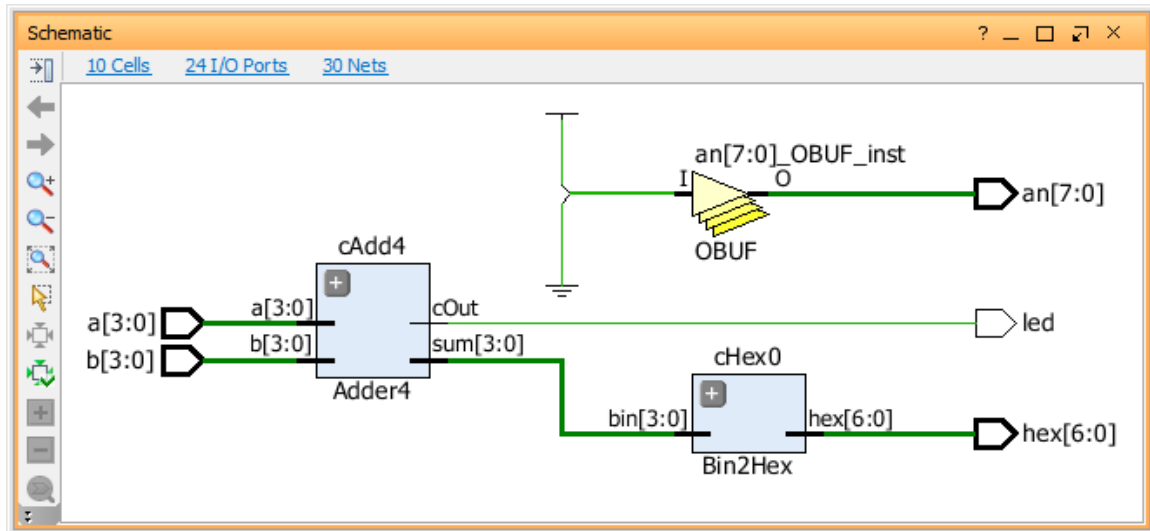 Schematic
10 Cells 24 I/O Ports 30 Nets
an[7:0]_OBUF_inst
I O
an[7:0]
OBUF
cAdd4
a[3:0] a[3:0] cOut led
b[3:0] b[3:0] sum[3:0]
Adder4
cHex0
bin[3:0] hex[6:0] hex[6:0]
Bin2Hex